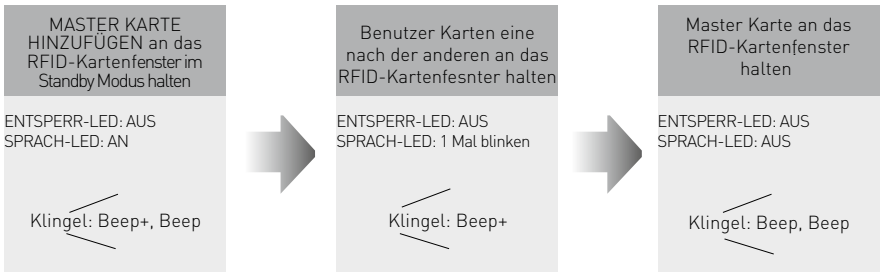 MASTER KARTE
HINZUFÜGEN an das
RFID-Kartenfenster im
Standby Modus halten
ENTSPERR-LED: AUS
SPRACH-LED: AN
Klingel: Beep+, Beep
Benutzer Karten eine
nach der anderen an das
RFID-Kartenfesnter halten
ENTSPERR-LED: AUS
SPRACH-LED: 1 Mal blinken
Klingel: Beep+
Master Karte an das
RFID-Kartenfenster
halten
ENTSPERR-LED: AUS
SPRACH-LED: AUS
Klingel: Beep, Beep